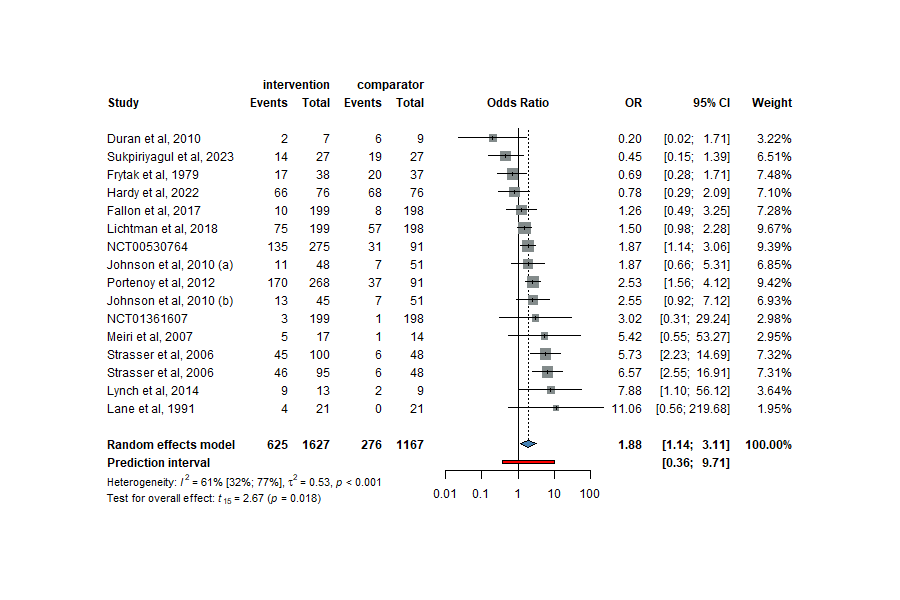 intervention comparator
Study Events Total Events Total Odds Ratio OR 95% CI Weight
Duran et al, 2010 2 7 6 9 0.20 [0.02; 1.71] 3.22%
Sukpiriyagul et al, 2023 14 27 19 27 0.45 [0.15; 1.39] 6.51%
Frytak et al, 1979 17 38 20 37 0.69 [0.28; 1.71] 7.48%
Hardy et al, 2022 66 76 68 76 0.78 [0.29; 2.09] 7.10%
Fallon et al, 2017 10 199 8 198 1.26 [0.49; 3.25] 7.28%
Lichtman et al, 2018 75 199 57 198 1.50 [0.98; 2.28] 9.67%
NCT00530764 135 275 31 91 1.87 [1.14; 3.06] 9.39%
Johnson et al, 2010 (a) 11 48 7 51 1.87 [0.66; 5.31] 6.85%
Portenoy et al, 2012 170 268 37 91 2.53 [1.56; 4.12] 9.42%
Johnson et al, 2010 (b) 13 45 7 51 2.55 [0.92; 7.12] 6.93%
NCT01361607 3 199 1 198 3.02 [0.31; 29.24] 2.98%
Meiri et al, 2007 5 17 1 14 5.42 [0.55; 53.27] 2.95%
Strasser et al, 2006 45 100 6 48 5.73 [2.23; 14.69] 7.32%
Strasser et al, 2006 46 95 6 48 6.57 [2.55; 16.91] 7.31%
Lynch et al, 2014 9 13 2 9 7.88 [1.10; 56.12] 3.64%
Lane et al, 1991 4 21 0 21 11.06 [0.56; 219.68] 1.95%
Random effects model 625 1627 276 1167 1.88 [1.14; 3.11] 100.00%
Prediction interval [0.36; 9.71]
Heterogeneity: I² = 61% [32%; 77%], τ² = 0.53, p < 0.001
Test for overall effect: t₁₅ = 2.67 (p = 0.018)
0.01 0.1 1 10 100